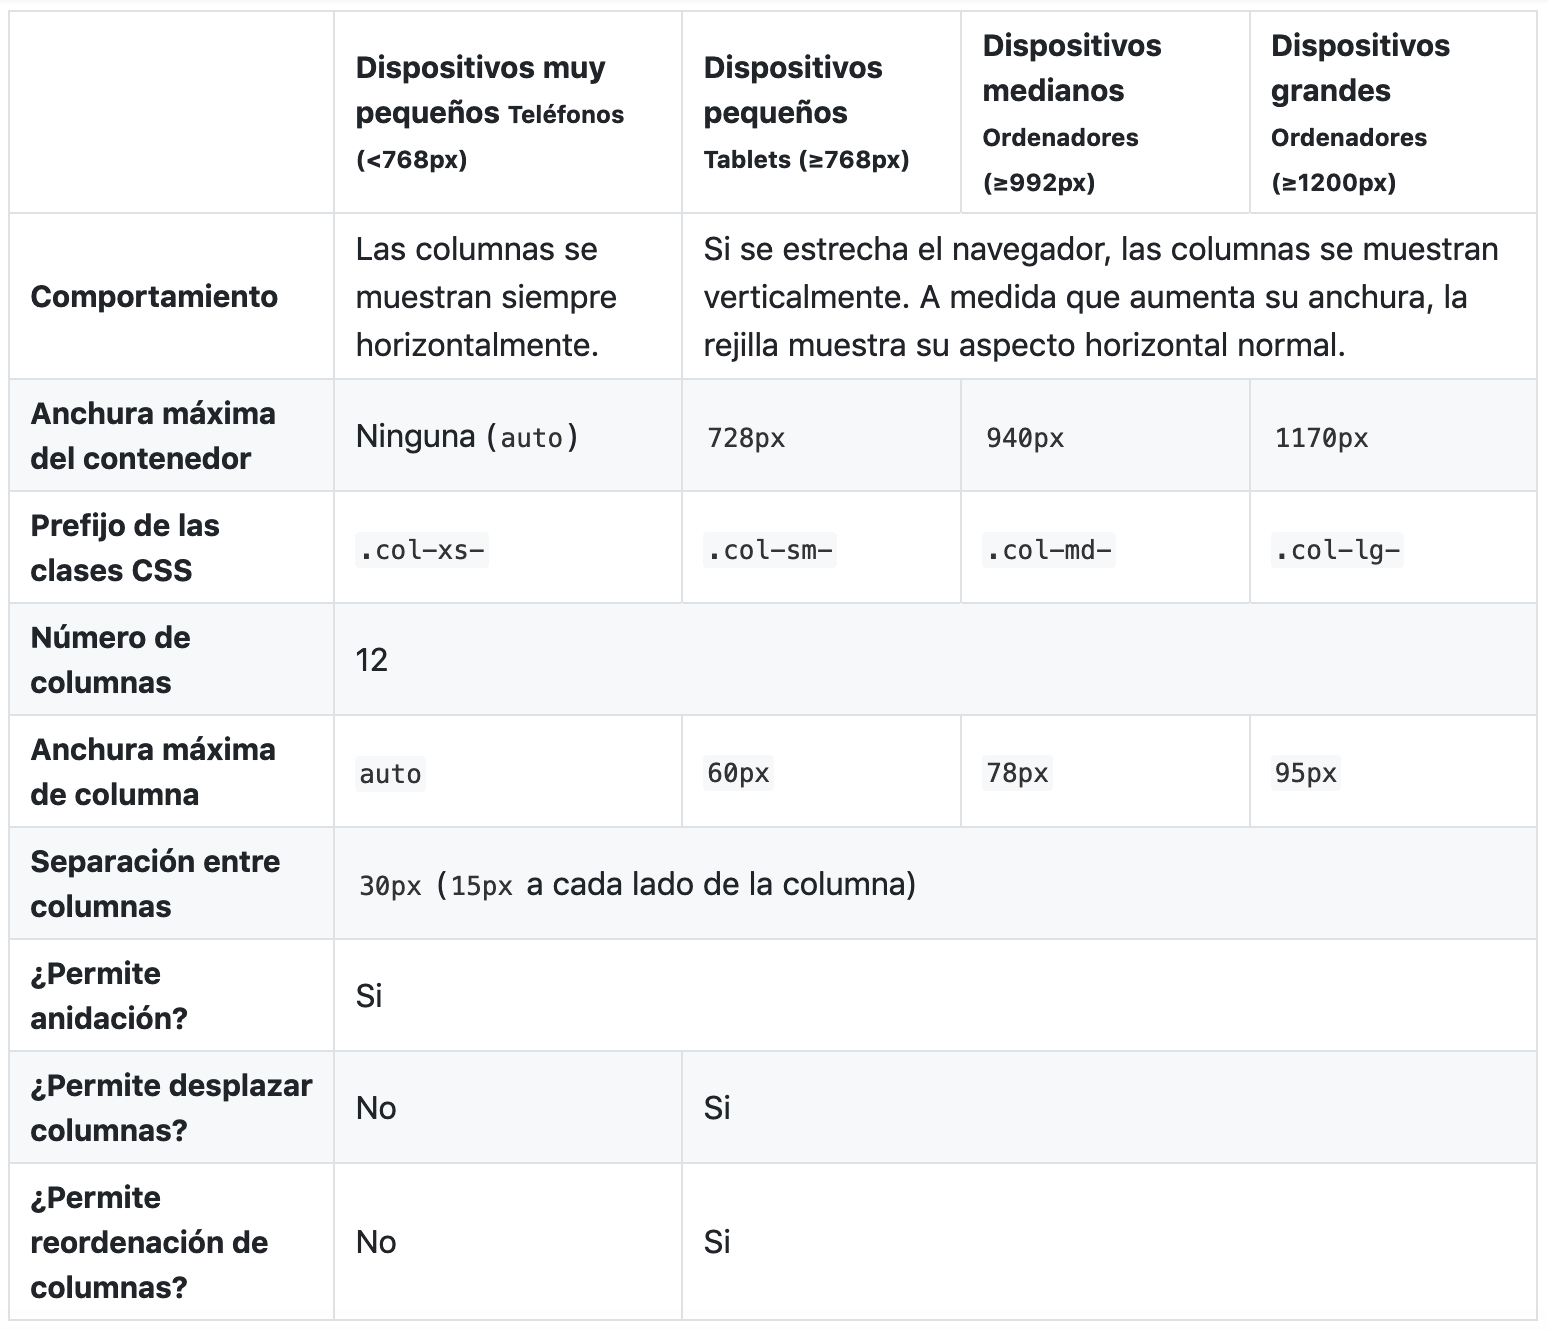 Dispositivos muy
pequeños Teléfonos
(<768px)
Dispositivos
pequeños
Tablets (≥768px)
Dispositivos
medianos
Ordenadores
(≥992px)
Dispositivos
grandes
Ordenadores
(≥1200px)
Comportamiento
Las columnas se
muestran siempre
horizontalmente.
Si se estrecha el navegador, las columnas se muestran
verticalmente. A medida que aumenta su anchura, la
rejilla muestra su aspecto horizontal normal.
Anchura máxima
del contenedor
Ninguna (auto)
728px
940px
1170px
Prefijo de las
clases CSS
.col-xs-
.col-sm-
.col-md-
.col-lg-
Número de
columnas
12
Anchura máxima
de columna
auto
60px
78px
95px
Separación entre
columnas
30px (15px a cada lado de la columna)
¿Permite
anidación?
Si
¿Permite desplazar
columnas?
No
Si
¿Permite
reordenación de
columnas?
No
Si